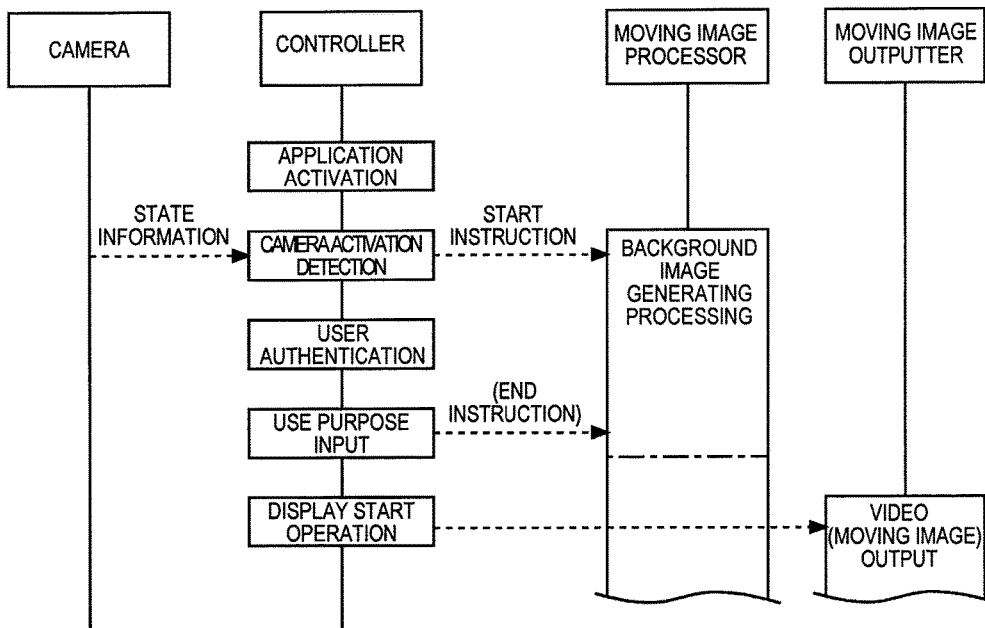 CAMERA
CONTROLLER
MOVING IMAGE
PROCESSOR
MOVING IMAGE
OUTPUTTER
APPLICATION
ACTIVATION
STATE
INFORMATION
CAMERA ACTIVATION
DETECTION
START
INSTRUCTION
BACKGROUND
IMAGE
GENERATING
PROCESSING
USER
AUTHENTICATION
USE PURPOSE
INPUT
(END
INSTRUCTION)
DISPLAY START
OPERATION
VIDEO
(MOVING IMAGE)
OUTPUT